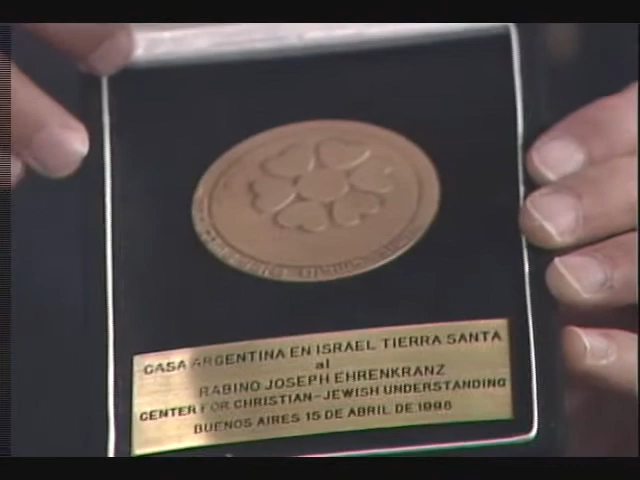 CASA ARGENTINA EN ISRAEL TIERRA SANTA
al
RABINO JOSEPH EHRENKRANZ
CENTER FOR CHRISTIAN-JEWISH UNDERSTANDING
BUENOS AIRES 15 DE ABRIL DE 1998